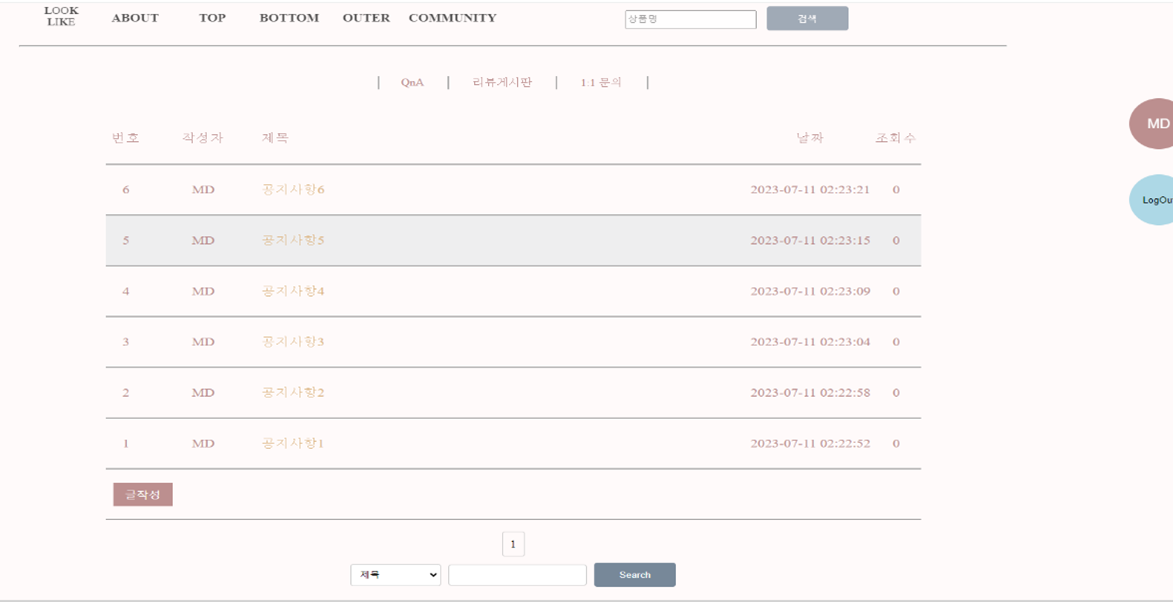 LOOK LIKE ABOUT TOP BOTTOM OUTER COMMUNITY 상품명 검색
QnA 리뷰게시판 1:1 문의
MD
번호 작성자 제목 날짜 조회수
6 MD 공지사항6 2023-07-11 02:23:21 0
LogOu
5 MD 공지사항5 2023-07-11 02:23:15 0
4 MD 공지사항4 2023-07-11 02:23:09 0
3 MD 공지사항3 2023-07-11 02:23:04 0
2 MD 공지사항2 2023-07-11 02:22:58 0
1 MD 공지사항1 2023-07-11 02:22:52 0
글작성
1
제목 Search